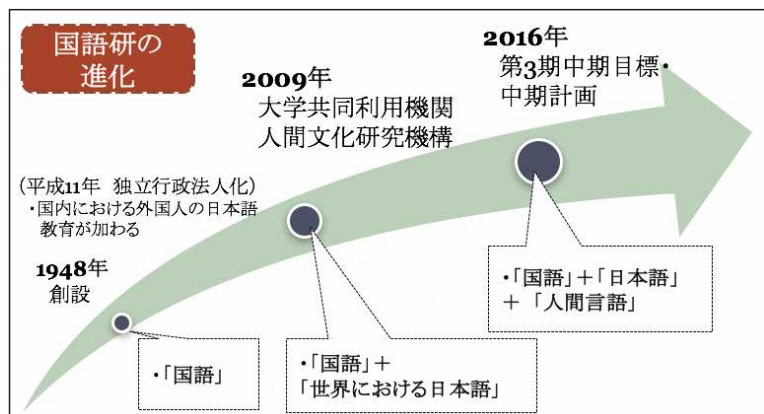 国語研の
進化
2016年
第3期中期目標・
中期計画
2009年
大学共同利用機関
人間文化研究機構
（平成11年　独立行政法人化）
・国内における外国人の日本語
教育が加わる
1948年
創設
・「国語」
・「国語」＋
「世界における日本語」
・「国語」＋「日本語」
＋「人間言語」